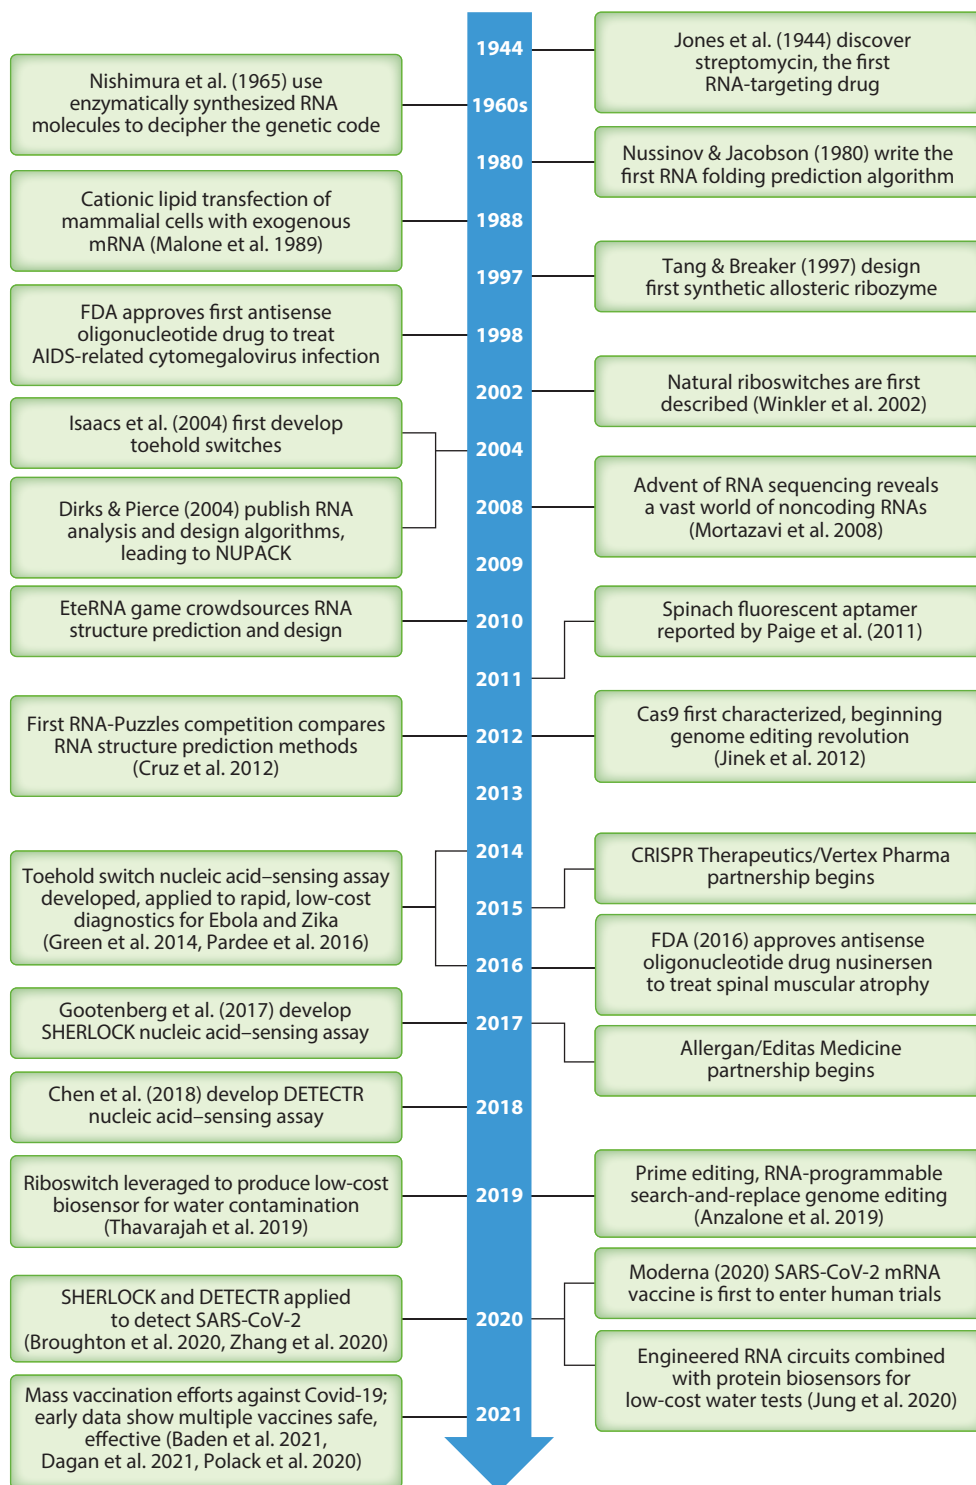 1944
Jones et al. (1944) discover
streptomycin, the first
RNA-targeting drug
Nishimura et al. (1965) use
enzymatically synthesized RNA
molecules to decipher the genetic code
1960s
1980
Nussinov & Jacobson (1980) write the
first RNA folding prediction algorithm
Cationic lipid transfection of
mammalial cells with exogenous
mRNA (Malone et al. 1989)
1988
1997
Tang & Breaker (1997) design
first synthetic allosteric ribozyme
FDA approves first antisense
oligonucleotide drug to treat
AIDS-related cytomegalovirus infection
1998
2002
Natural riboswitches are first
described (Winkler et al. 2002)
Isaacs et al. (2004) first develop
toehold switches
2004
Dirks & Pierce (2004) publish RNA
analysis and design algorithms,
leading to NUPACK
2008
Advent of RNA sequencing reveals
a vast world of noncoding RNAs
(Mortazavi et al. 2008)
2009
EteRNA game crowdsources RNA
structure prediction and design
2010
Spinach fluorescent aptamer
reported by Paige et al. (2011)
2011
First RNA-Puzzles competition compares
RNA structure prediction methods
(Cruz et al. 2012)
2012
Cas9 first characterized, beginning
genome editing revolution
(Jinek et al. 2012)
2013
2014
Toehold switch nucleic acid–sensing assay
developed, applied to rapid, low-cost
diagnostics for Ebola and Zika
(Green et al. 2014, Pardee et al. 2016)
CRISPR Therapeutics/Vertex Pharma
partnership begins
2015
2016
FDA (2016) approves antisense
oligonucleotide drug nusinersen
to treat spinal muscular atrophy
Gootenberg et al. (2017) develop
SHERLOCK nucleic acid–sensing assay
2017
Allergan/Editas Medicine
partnership begins
Chen et al. (2018) develop DETECTR
nucleic acid–sensing assay
2018
Riboswitch leveraged to produce low-cost
biosensor for water contamination
(Thavarajah et al. 2019)
2019
Prime editing, RNA-programmable
search-and-replace genome editing
(Anzalone et al. 2019)
Moderna (2020) SARS-CoV-2 mRNA
vaccine is first to enter human trials
SHERLOCK and DETECTR applied
to detect SARS-CoV-2
(Broughton et al. 2020, Zhang et al. 2020)
2020
Engineered RNA circuits combined
with protein biosensors for
low-cost water tests (Jung et al. 2020)
Mass vaccination efforts against Covid-19;
early data show multiple vaccines safe,
effective (Baden et al. 2021,
Dagan et al. 2021, Polack et al. 2020)
2021